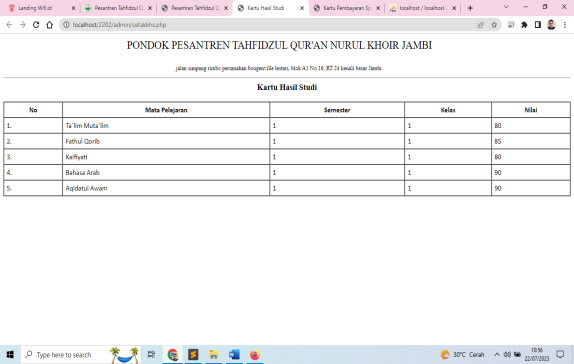 Landing Wifi.id
Pesantren Tahfidzul Q
Pesantren Tahfidzul Q
Kartu Hasil Studi
Kartu Pembayaran Sp
localhost / localhost /
localhost:2202/admin/cetakkhs.php
PONDOK PESANTREN TAHFIDZUL QUR'AN NURUL KHOIR JAMBI
jalan simpang rimbo perumahan bougenville lestari, blok A1 No.16, RT 24 kenali besar Jambi.
Kartu Hasil Studi
No Mata Pelajaran Semester Kelas Nilai
1. Ta`lim Muta`lim 1 1 80
2. Fathul Qorib 1 1 85
3. Kaifiyati 1 1 80
4. Bahasa Arab 1 1 90
5. Aqidatul Awam 1 1 90
Type here to search
30°C Cerah
10:56
22/07/2023